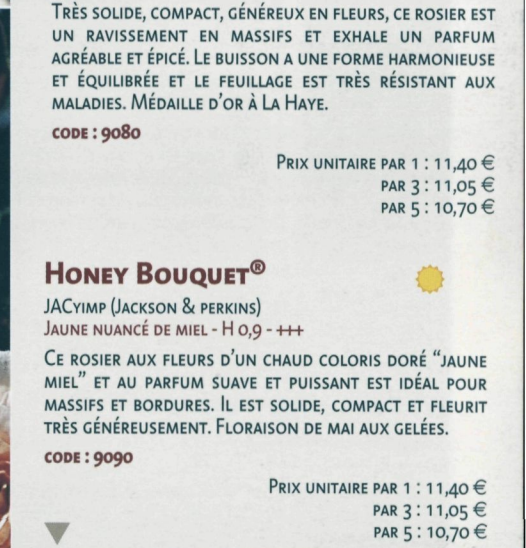 Très solide, compact, généreux en fleurs, ce rosier est
un ravissement en massifs et exhale un parfum
agréable et épicé. Le buisson a une forme harmonieuse
et équilibrée et le feuillage est très résistant aux
maladies. Médaille d'or à La Haye.
code : 9080
Prix unitaire par 1 : 11,40 €
par 3 : 11,05 €
par 5 : 10,70 €
Honey Bouquet®
JACyimp (Jackson & perkins)
Jaune nuancé de miel - H 0,9 - +++
Ce rosier aux fleurs d'un chaud coloris doré "jaune
miel" et au parfum suave et puissant est idéal pour
massifs et bordures. Il est solide, compact et fleurit
très généreusement. Floraison de mai aux gelées.
code : 9090
Prix unitaire par 1 : 11,40 €
par 3 : 11,05 €
par 5 : 10,70 €